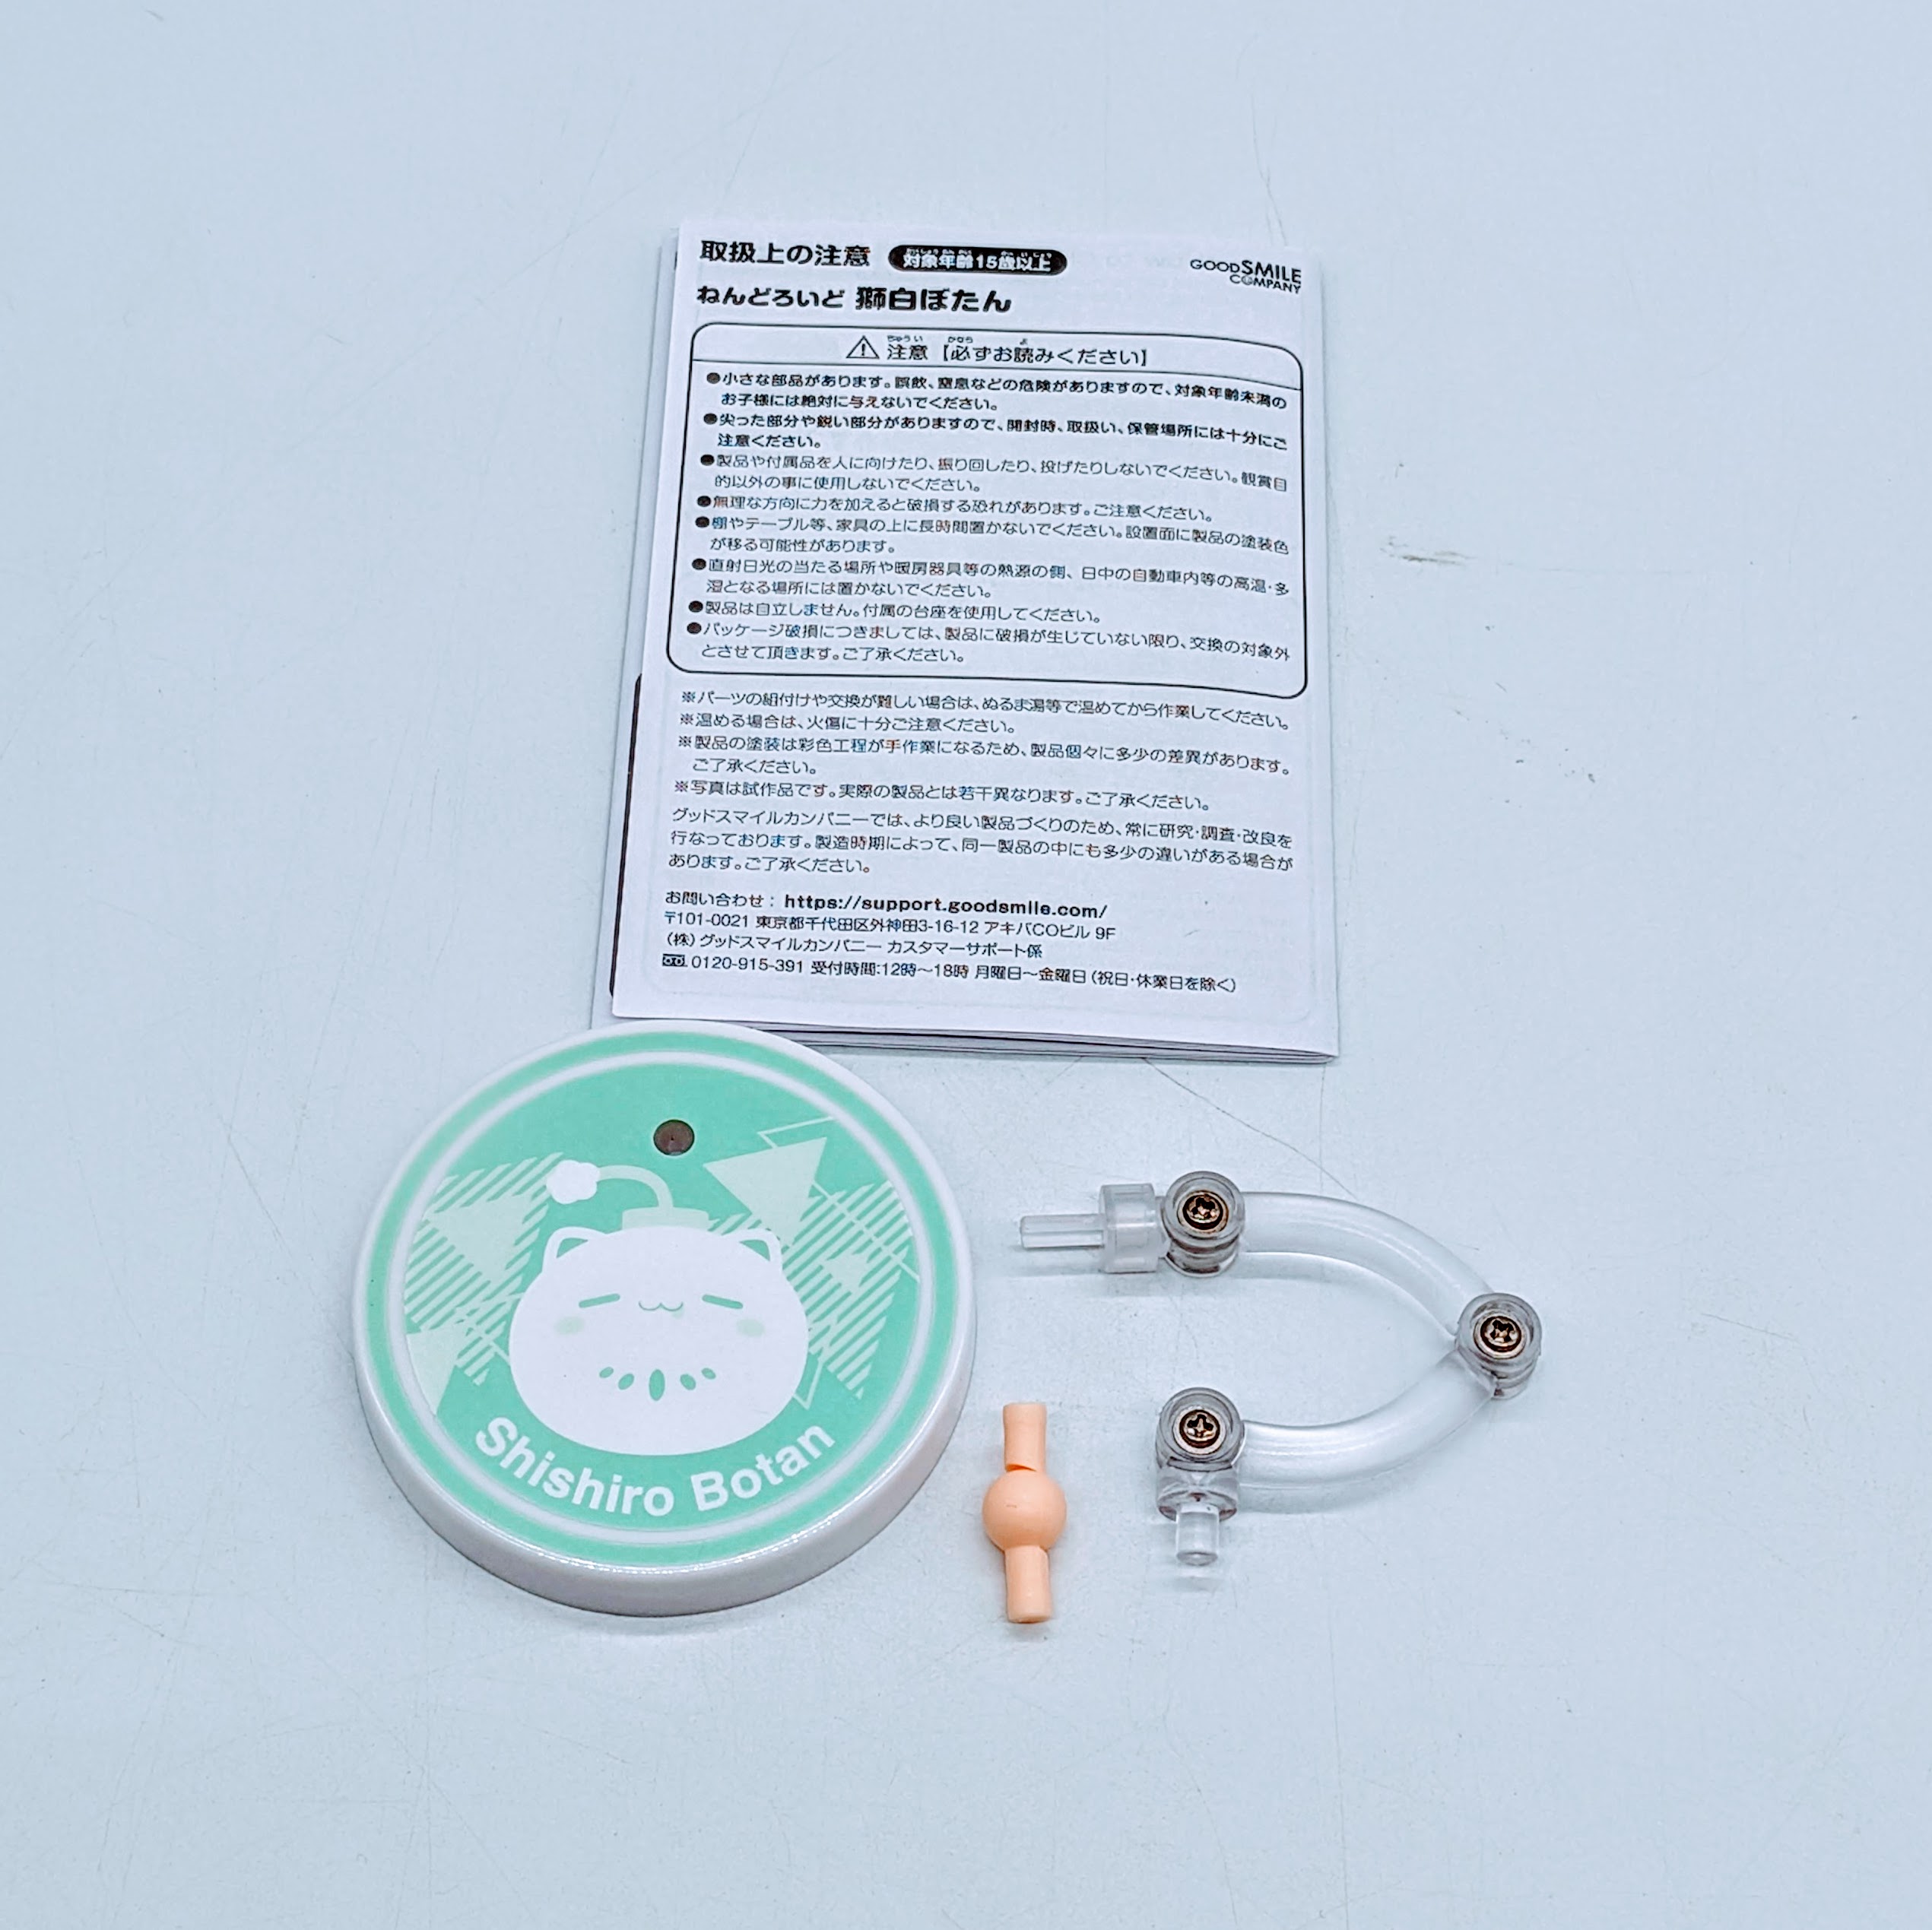 取扱上の注意 対象年齢15歳以上
GOODSMILE
COMPANY
ねんどろいど 獅白ぼたん
注意【必ずお読みください】
●小さな部品があります。誤飲、窒息などの危険がありますので、対象年齢未満の
お子様には絶対に与えないでください。
●尖った部分や鋭い部分がありますので、開封時、取扱い、保管場所には十分にご
注意ください。
●製品や付属品を人に向けたり、振り回したり、投げたりしないでください。観賞目
的以外の事に使用しないでください。
●無理な方向に力を加えると破損する恐れがあります。ご注意ください。
●棚やテーブル等、家具の上に長時間置かないでください。設置面に製品の塗装色
が移る可能性があります。
●直射日光の当たる場所や暖房器具等の熱源の側、日中の自動車内等の高温・多
湿となる場所には置かないでください。
●製品は自立しません。付属の台座を使用してください。
●パッケージ破損につきましては、製品に破損が生じていない限り、交換の対象外
とさせて頂きます。ご了承ください。
※パーツの組付けや交換が難しい場合は、ぬるま湯等で温めてから作業してください。
※温める場合は、火傷に十分ご注意ください。
※製品の塗装は彩色工程が手作業になるため、製品個々に多少の差異があります。
ご了承ください。
※写真は試作品です。実際の製品とは若干異なります。ご了承ください。
グッドスマイルカンパニーでは、より良い製品づくりのため、常に研究・調査・改良を
行なっております。製造時期によって、同一製品の中にも多少の違いがある場合が
あります。ご了承ください。
お問い合わせ：https://support.goodsmile.com/
〒101-0021 東京都千代田区外神田3-16-12 アキバCOビル 9F
（株）グッドスマイルカンパニー カスタマーサポート係
0120-915-391 受付時間:12時～18時 月曜日～金曜日（祝日・休業日を除く）
Shishiro Botan